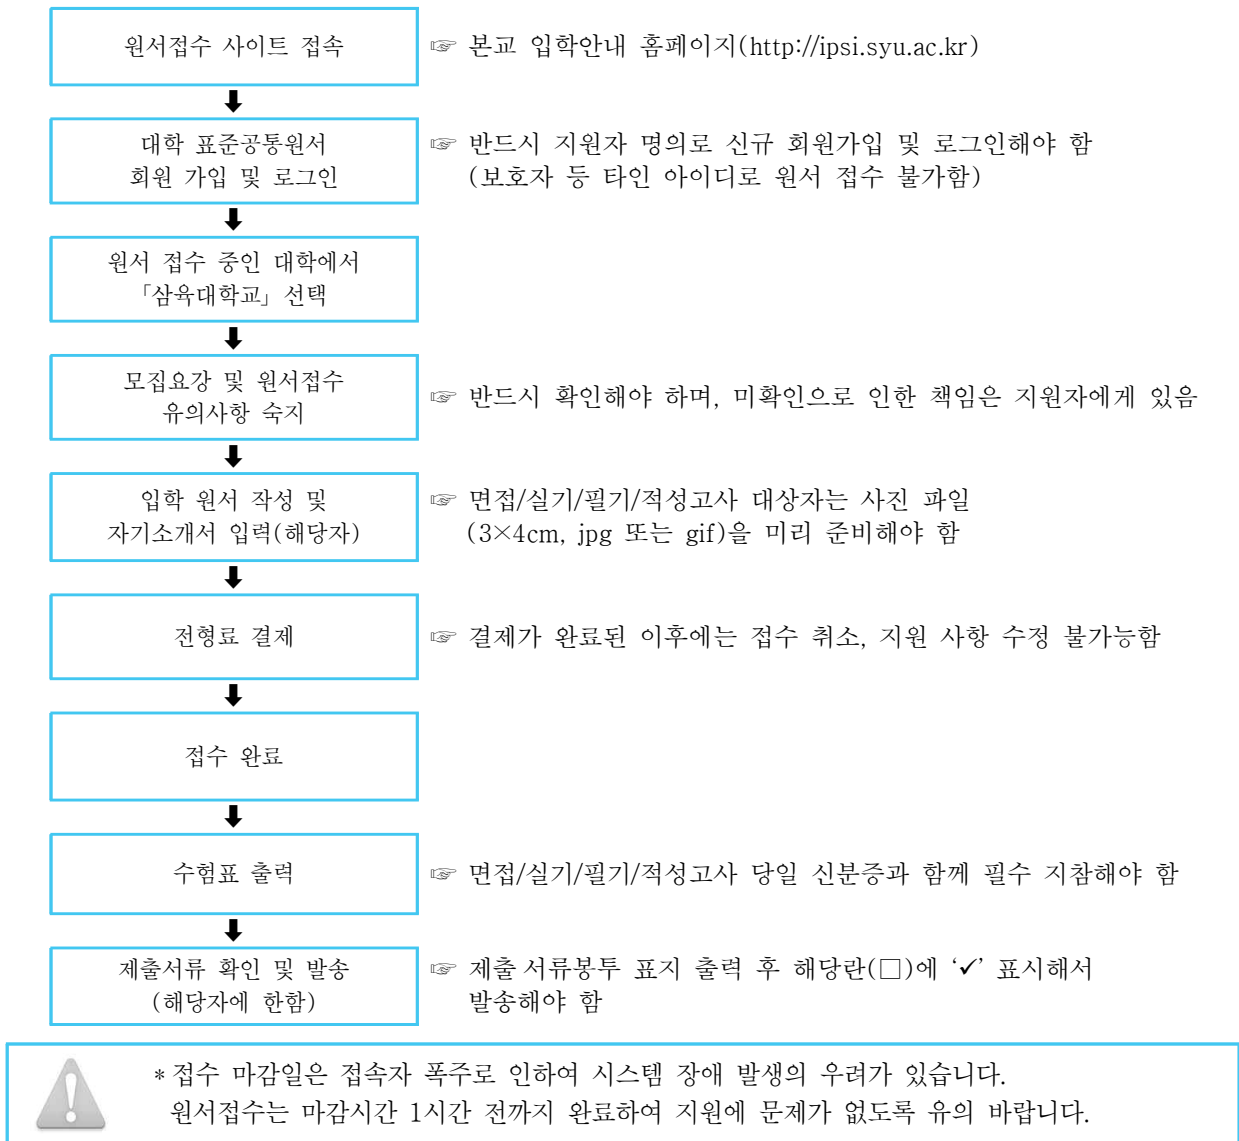 원서접수 사이트 접속
☞ 본교 입학안내 홈페이지(http://ipsi.syu.ac.kr)
대학 표준공통원서
회원 가입 및 로그인
☞ 반드시 지원자 명의로 신규 회원가입 및 로그인해야 함
(보호자 등 타인 아이디로 원서 접수 불가함)
원서 접수 중인 대학에서
「삼육대학교」 선택
모집요강 및 원서접수
유의사항 숙지
☞ 반드시 확인해야 하며, 미확인으로 인한 책임은 지원자에게 있음
입학 원서 작성 및
자기소개서 입력(해당자)
☞ 면접/실기/필기/적성고사 대상자는 사진 파일
(3×4cm, jpg 또는 gif)을 미리 준비해야 함
전형료 결제
☞ 결제가 완료된 이후에는 접수 취소, 지원 사항 수정 불가능함
접수 완료
수험표 출력
☞ 면접/실기/필기/적성고사 당일 신분증과 함께 필수 지참해야 함
제출서류 확인 및 발송
(해당자에 한함)
☞ 제출 서류봉투 표지 출력 후 해당란(□)에 ‘✔’ 표시해서
발송해야 함
* 접수 마감일은 접속자 폭주로 인하여 시스템 장애 발생의 우려가 있습니다.
원서접수는 마감시간 1시간 전까지 완료하여 지원에 문제가 없도록 유의 바랍니다.